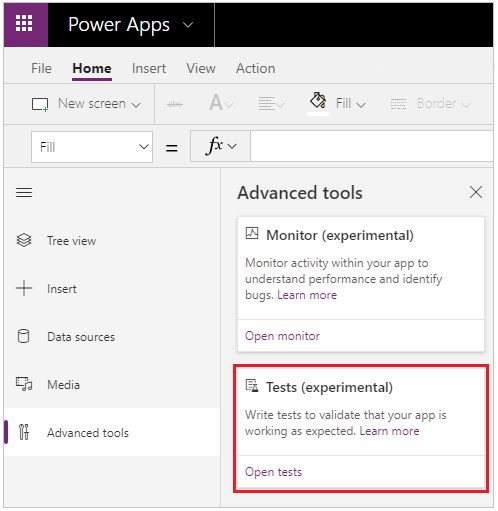 Power Apps
File Home Insert View Action
New screen abc A Fill Border
Fill = fx
Advanced tools
Tree view
Insert
Data sources
Media
Advanced tools
Monitor (experimental)
Monitor activity within your app to
understand performance and identify
bugs. Learn more
Open monitor
Tests (experimental)
Write tests to validate that your app is
working as expected. Learn more
Open tests